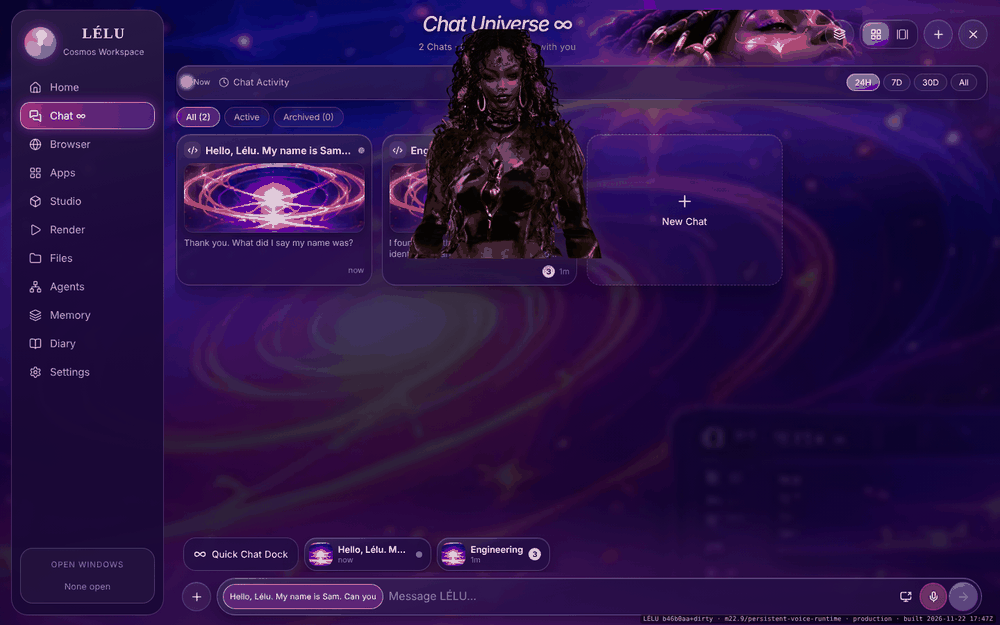 LÉLU
Cosmos Workspace
Home
Chat ∞
Browser
Apps
Studio
Render
Files
Agents
Memory
Diary
Settings
OPEN WINDOWS
None open
Chat Universe ∞
2 Chats ·
with you
Now
Chat Activity
24H
7D
30D
All
All (2)
Active
Archived (0)
Hello, Lélu. My name is Sam...
Thank you. What did I say my name was?
now
Eng
I four
ident
3
1m
New Chat
∞ Quick Chat Dock
Hello, Lélu. M...
now
Engineering
1m
3
Hello, Lélu. My name is Sam. Can you
Message LÉLU...
LÉLU b46b0aa+dirty · m22.9/persistent-voice-runtime · production · built 2026-11-22 17:47Z